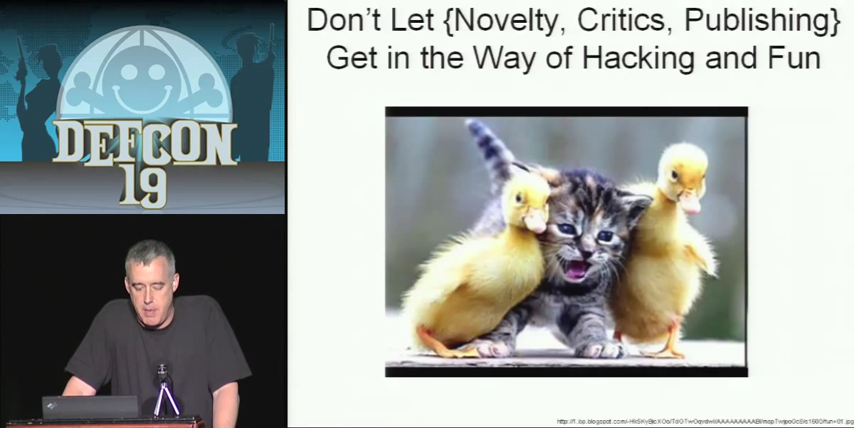 Don't Let {Novelty, Critics, Publishing}
Get in the Way of Hacking and Fun
DEFCON
19